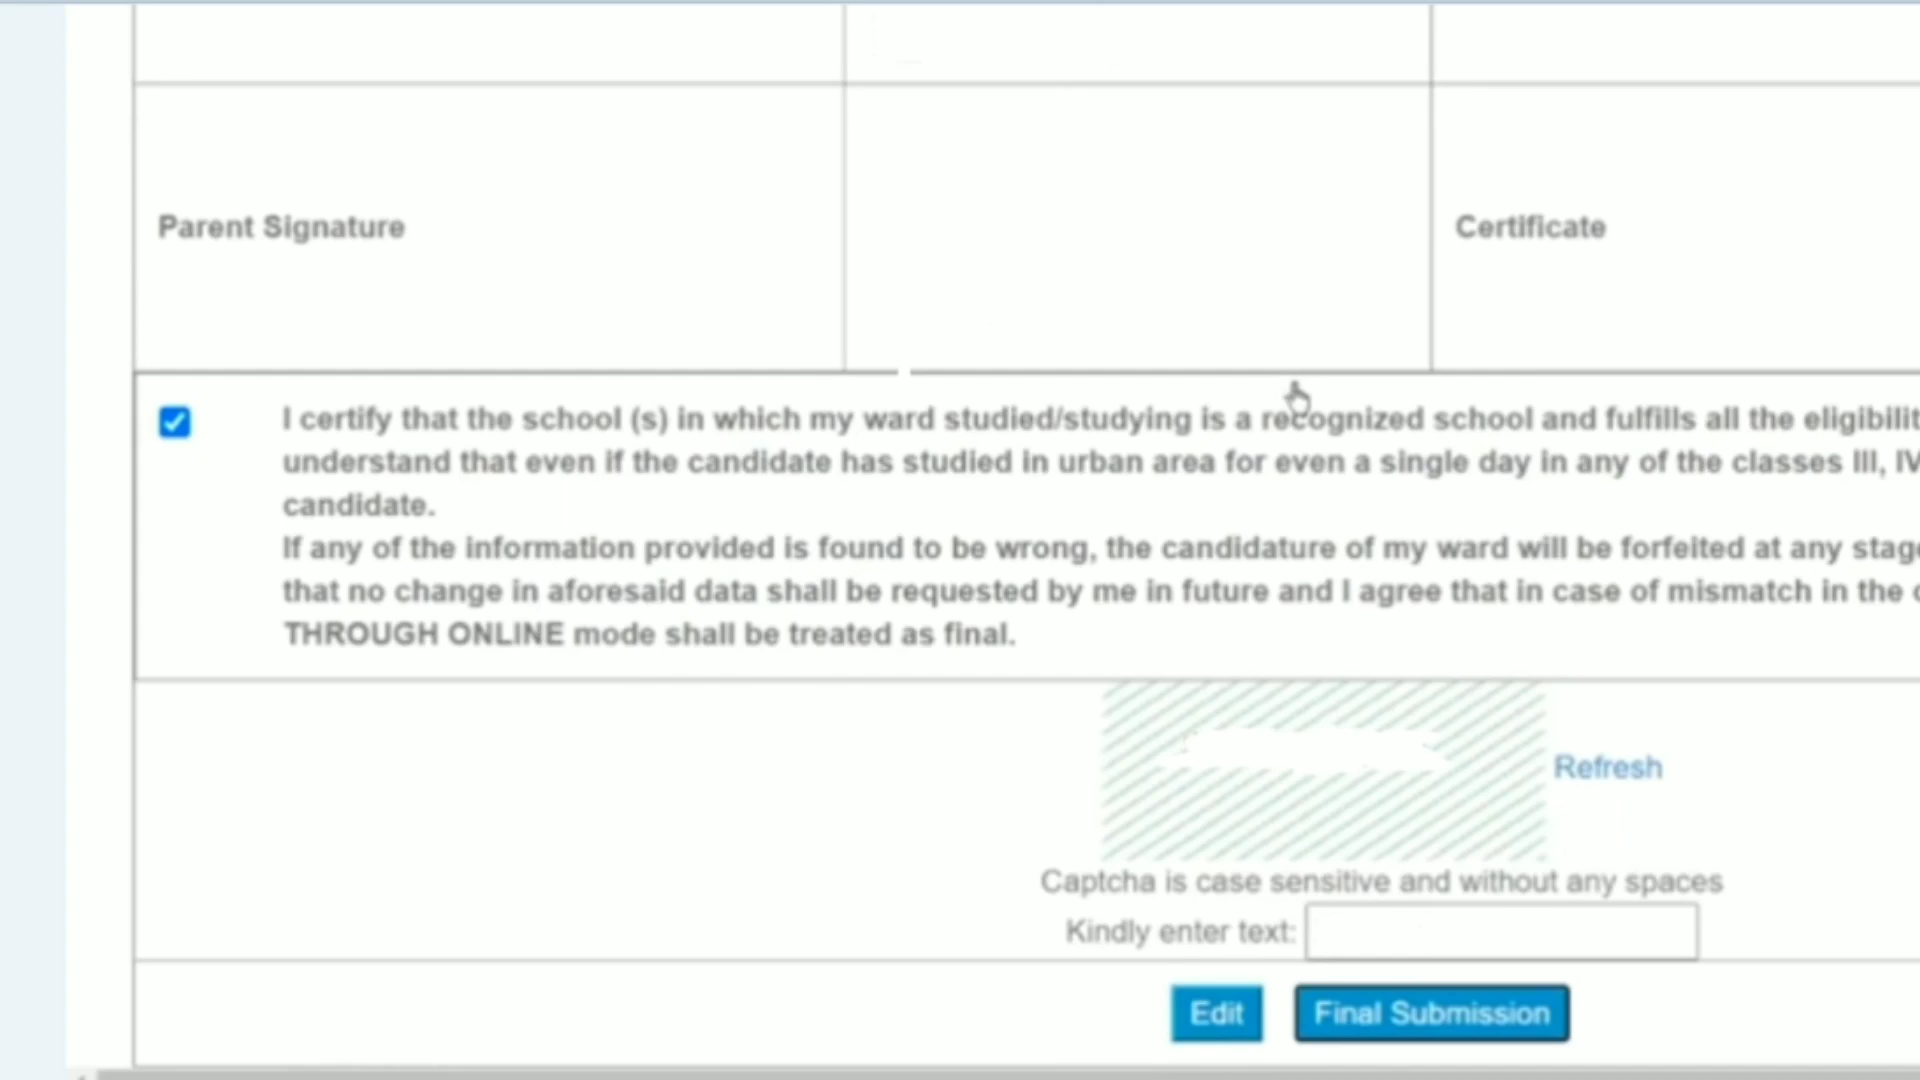 Parent Signature
Certificate
I certify that the school (s) in which my ward studied/studying is a recognized school and fulfills all the
understand that even if the candidate has studied in urban area for even a single day in any of the classes III,
candidate.
If any of the information provided is found to be wrong, the candidature of my ward will be forfeited at any
that no change in aforesaid data shall be requested by me in future and I agree that in case of mismatch in the
THROUGH ONLINE mode shall be treated as final.
Refresh
Captcha is case sensitive and without any spaces
Kindly enter text:
Edit
Final Submission